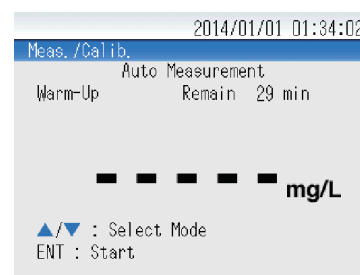 2014/01/01 01:34:02
Meas./Calib.
Auto Measurement
Warm-Up Remain 29 min
- - - - - mg/L
▲/▼ : Select Mode
ENT : Start